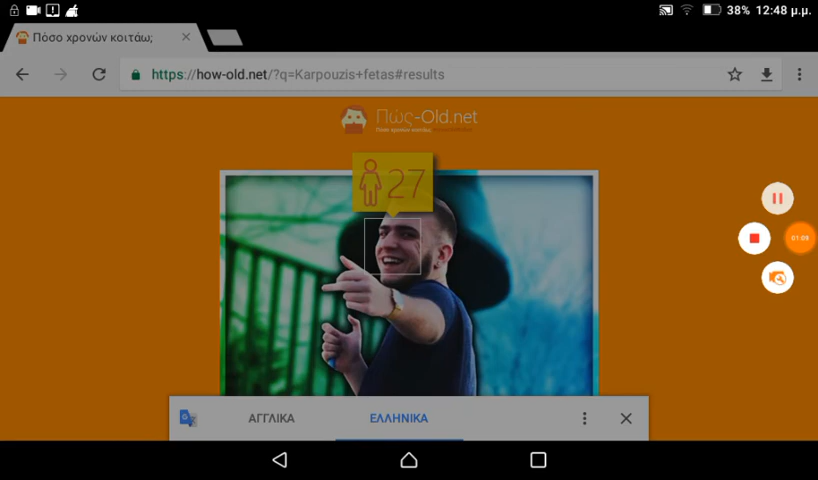 38% 12:48 μ.μ.
Πόσο χρονών κοιτάω;
https://how-old.net/?q=Karpouzis+fetas#results
Πώς-Old.net
27
01:09
ΑΓΓΛΙΚΑ ΕΛΛΗΝΙΚΑ